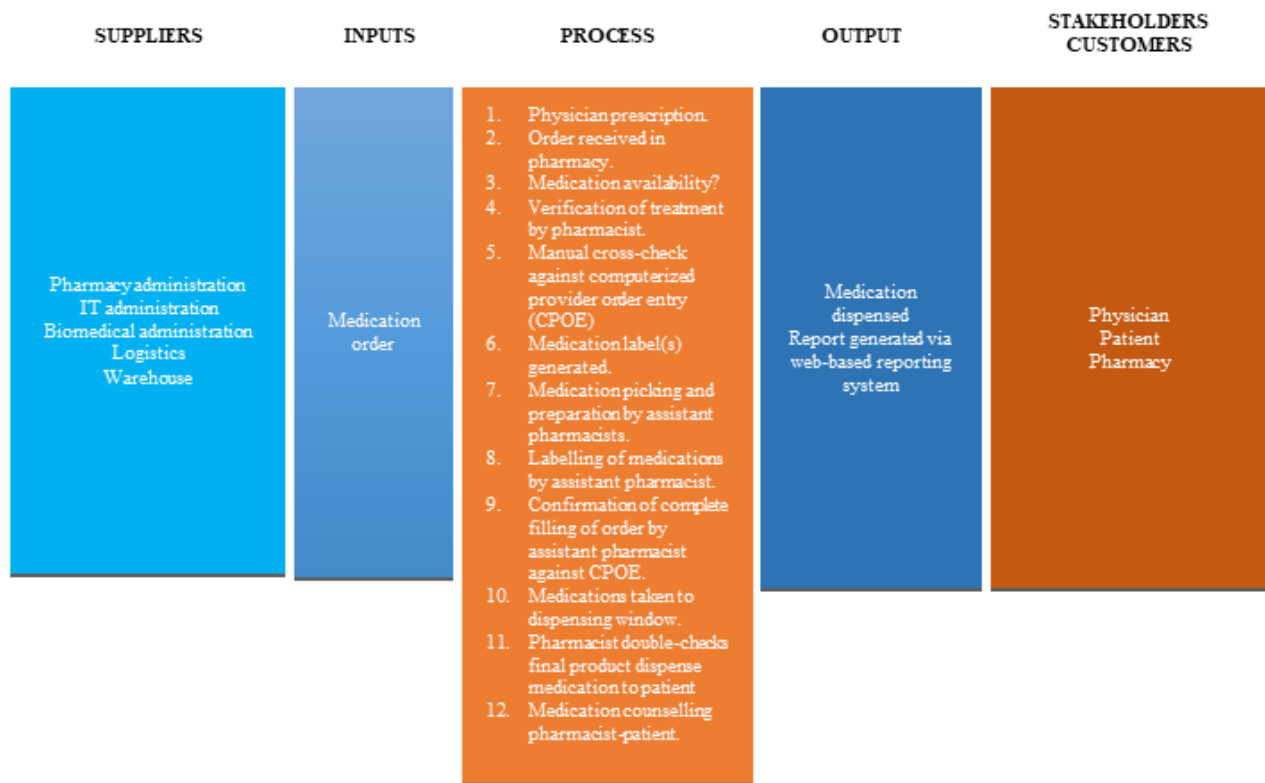 SUPPLIERS
INPUTS
PROCESS
OUTPUT
STAKEHOLDERS
CUSTOMERS
Pharmacy administration
IT administration
Biomedical administration
Logistics
Warehouse
Medication
order
1. Physician prescription.
2. Order received in
pharmacy.
3. Medication availability?
4. Verification of treatment
by pharmacist.
5. Manual cross-check
against computerized
provider order entry
(CPOE)
6. Medication label(s)
generated.
7. Medication picking and
preparation by assistant
pharmacists.
8. Labelling of medications
by assistant pharmacist.
9. Confirmation of complete
filling of order by
assistant pharmacist
against CPOE.
10. Medications taken to
dispensing window.
11. Pharmacist double-checks
final product dispense
medication to patient
12. Medication counselling
pharmacist-patient.
Medication
dispensed
Report generated via
web-based reporting
system
Physician
Patient
Pharmacy